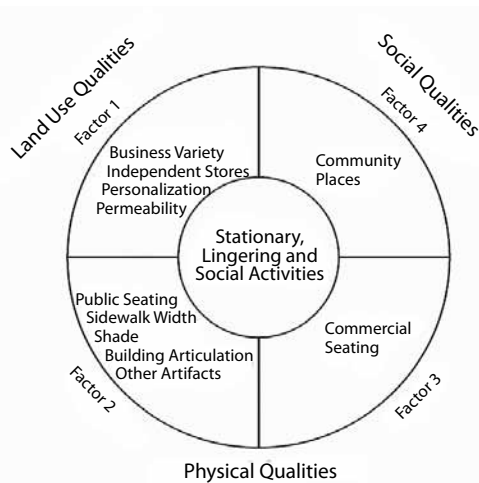 Land Use Qualities
Factor 1
Business Variety
Independent Stores
Personalization
Permeability
Social Qualities
Factor 4
Community
Places
Stationary,
Lingering and
Social Activities
Public Seating
Sidewalk Width
Shade
Building Articulation
Other Artifacts
Factor 2
Commercial
Seating
Factor 3
Physical Qualities